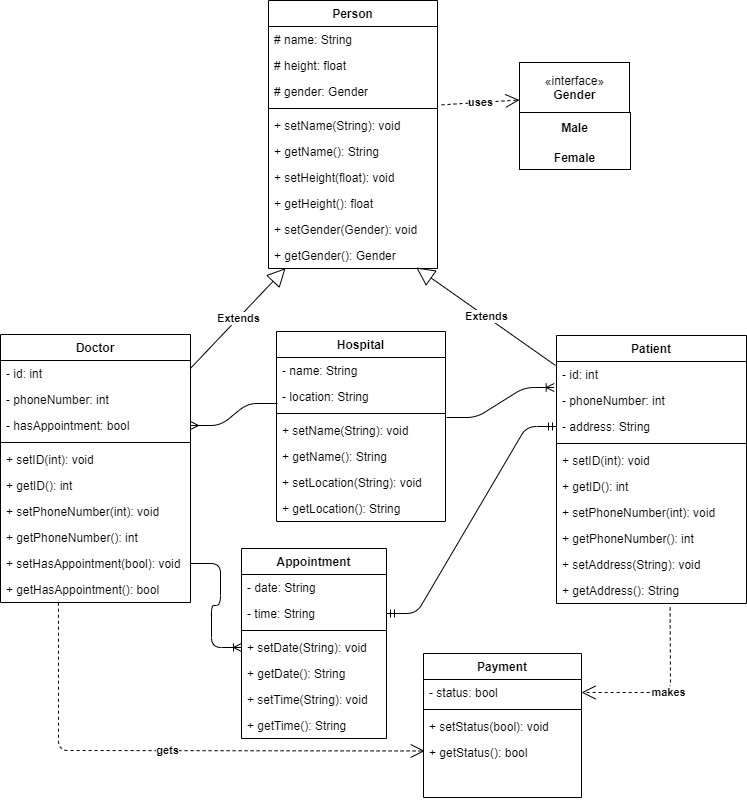 Person
# name: String
# height: float
# gender: Gender
+ setName(String): void
+ getName(): String
+ setHeight(float): void
+ getHeight(): float
+ setGender(Gender): void
+ getGender(): Gender
uses
«interface»
Gender
Male
Female
Extends
Extends
Doctor
- id: int
- phoneNumber: int
- hasAppointment: bool
+ setID(int): void
+ getID(): int
+ setPhoneNumber(int): void
+ getPhoneNumber(): int
+ setHasAppointment(bool): void
+ getHasAppointment(): bool
Hospital
- name: String
- location: String
+ setName(String): void
+ getName(): String
+ setLocation(String): void
+ getLocation(): String
Patient
- id: int
- phoneNumber: int
- address: String
+ setID(int): void
+ getID(): int
+ setPhoneNumber(int): void
+ getPhoneNumber(): int
+ setAddress(String): void
+ getAddress(): String
Appointment
- date: String
- time: String
+ setDate(String): void
+ getDate(): String
+ setTime(String): void
+ getTime(): String
Payment
- status: bool
+ setStatus(bool): void
+ getStatus(): bool
makes
gets